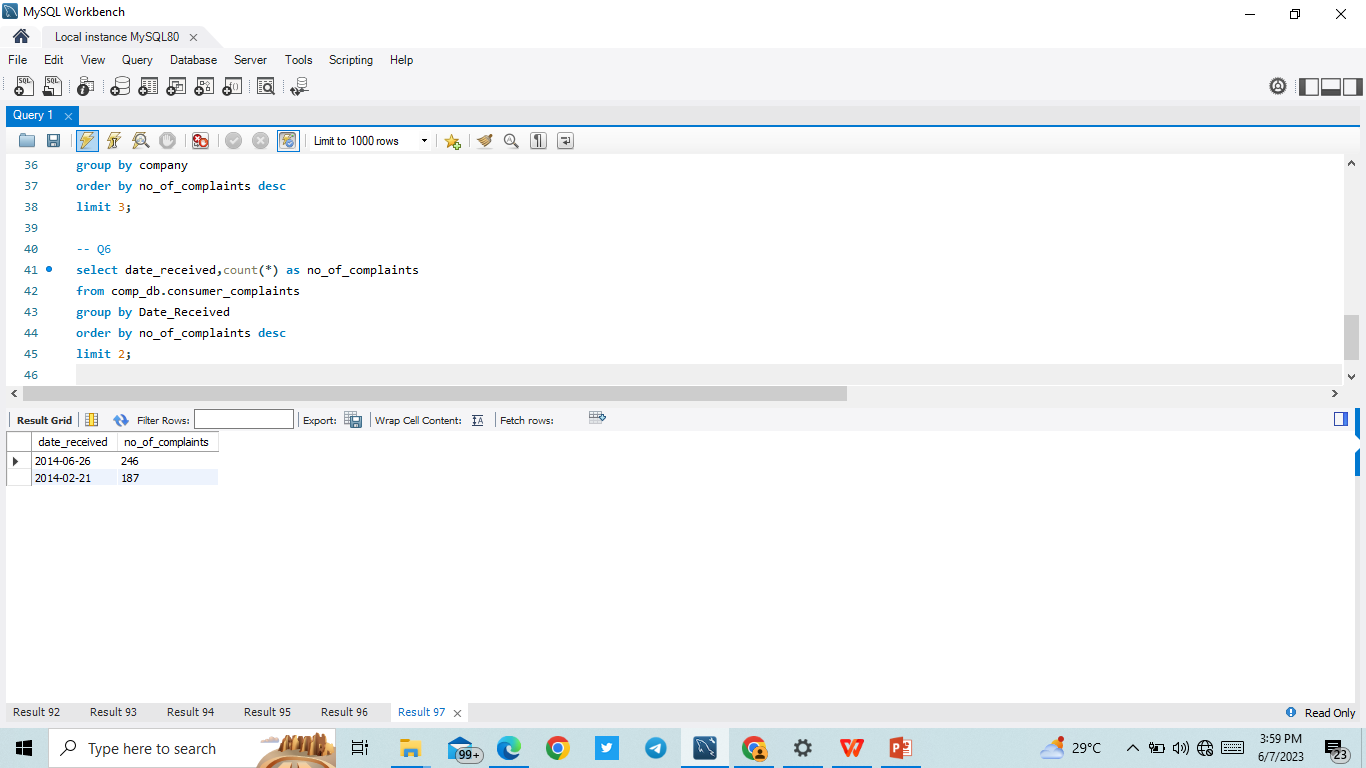 MySQL Workbench
Local instance MySQL80
File Edit View Query Database Server Tools Scripting Help
Query 1
Limit to 1000 rows
36 group by company
37 order by no_of_complaints desc
38 limit 3;
39
40 -- Q6
41 select date_received,count(*) as no_of_complaints
42 from comp_db.consumer_complaints
43 group by Date_Received
44 order by no_of_complaints desc
45 limit 2;
46
Result Grid Filter Rows: Export: Wrap Cell Content: Fetch rows:
date_received no_of_complaints
2014-06-26 246
2014-02-21 187
Result 92 Result 93 Result 94 Result 95 Result 96 Result 97 Read Only
Type here to search 99+ 29°C 3:59 PM
6/7/2023 23